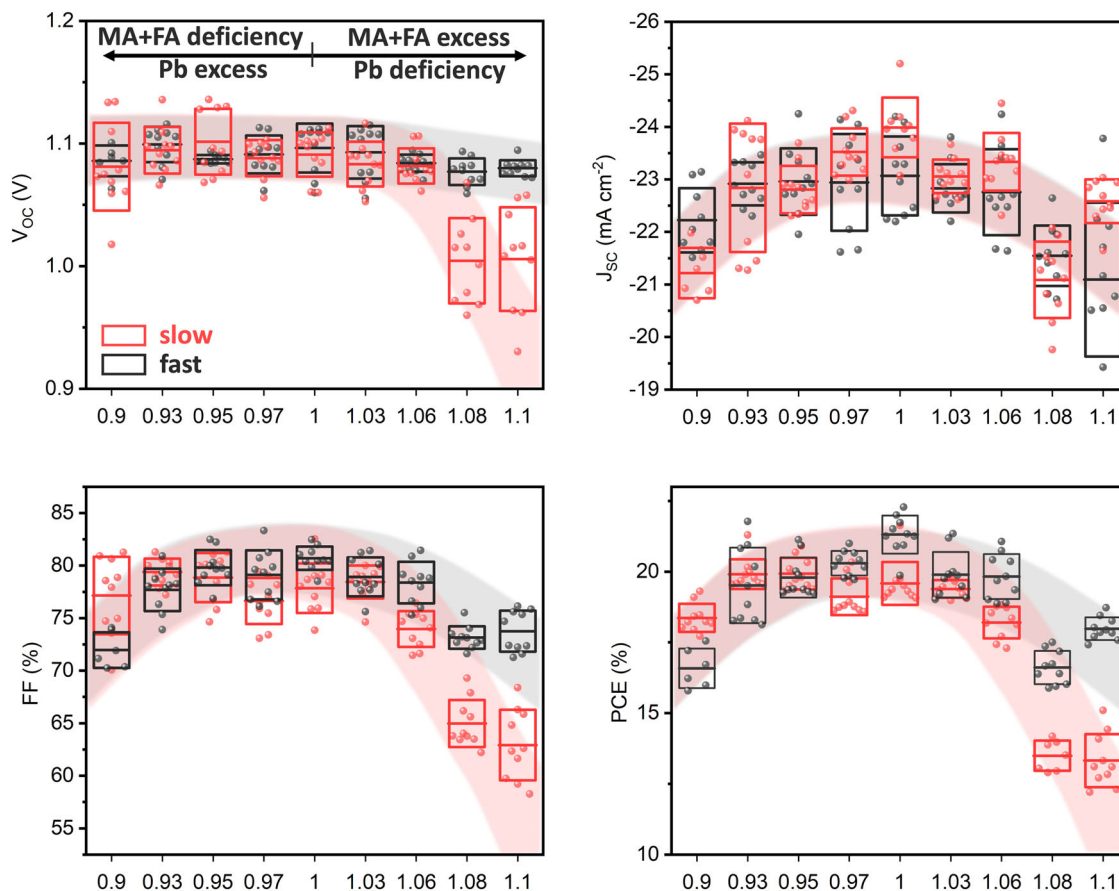 1.2
1.1
1.0
0.9
V_OC (V)
MA+FA deficiency
Pb excess
MA+FA excess
Pb deficiency
slow
fast
0.9 0.93 0.95 0.97 1 1.03 1.06 1.08 1.1
-26
-25
-24
-23
-22
-21
-20
-19
J_SC (mA cm⁻²)
0.9 0.93 0.95 0.97 1 1.03 1.06 1.08 1.1
85
80
75
70
65
60
55
FF (%)
0.9 0.93 0.95 0.97 1 1.03 1.06 1.08 1.1
20
15
10
PCE (%)
0.9 0.93 0.95 0.97 1 1.03 1.06 1.08 1.1